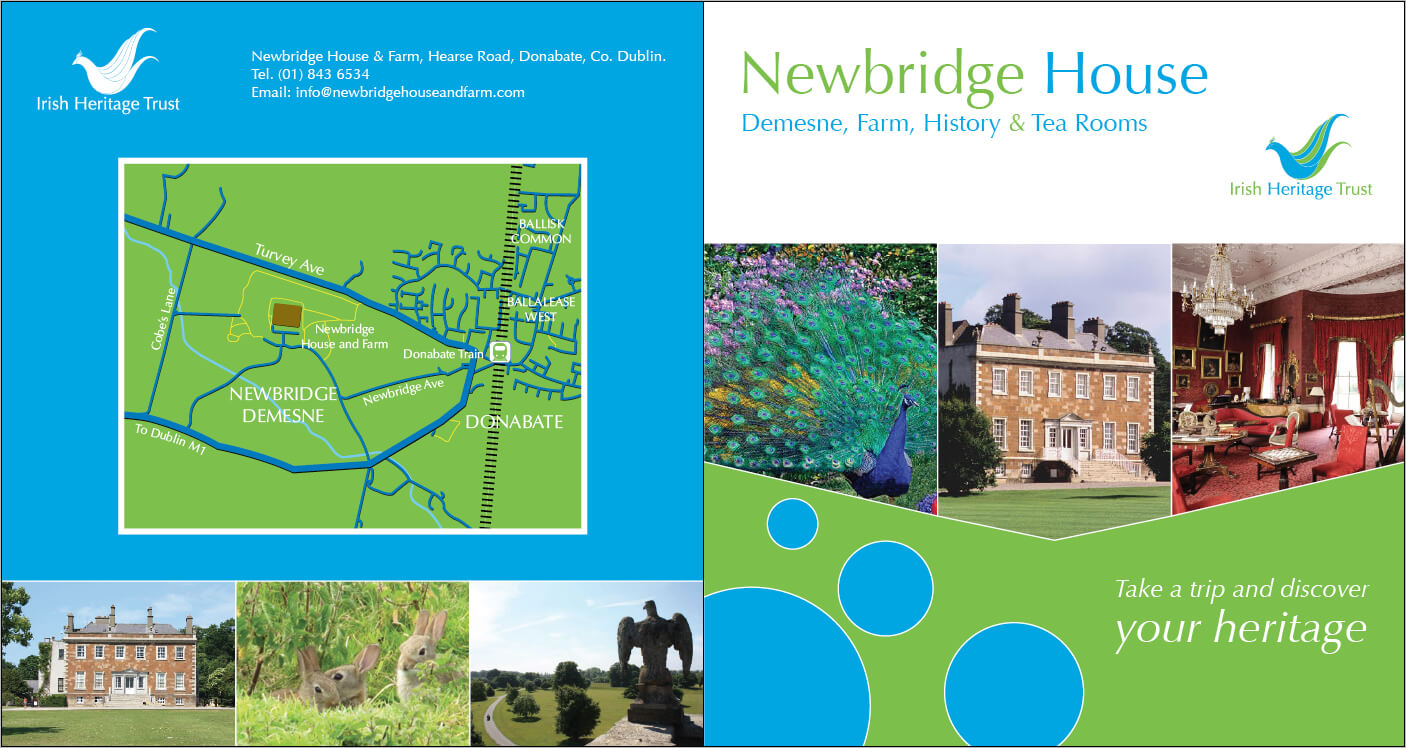 Irish Heritage Trust
Newbridge House & Farm, Hearse Road, Donabate, Co. Dublin.
Tel. (01) 843 6534
Email: info@newbridgehouseandfarm.com
BALLISK
COMMON
Turvey Ave
Cobe's Lane
BALLALEASE
WEST
Newbridge
House and Farm
Donabate Train
Newbridge Ave
NEWBRIDGE
DEMESNE
DONABATE
To Dublin M1
Newbridge House
Demesne, Farm, History & Tea Rooms
Irish Heritage Trust
Take a trip and discover
your heritage